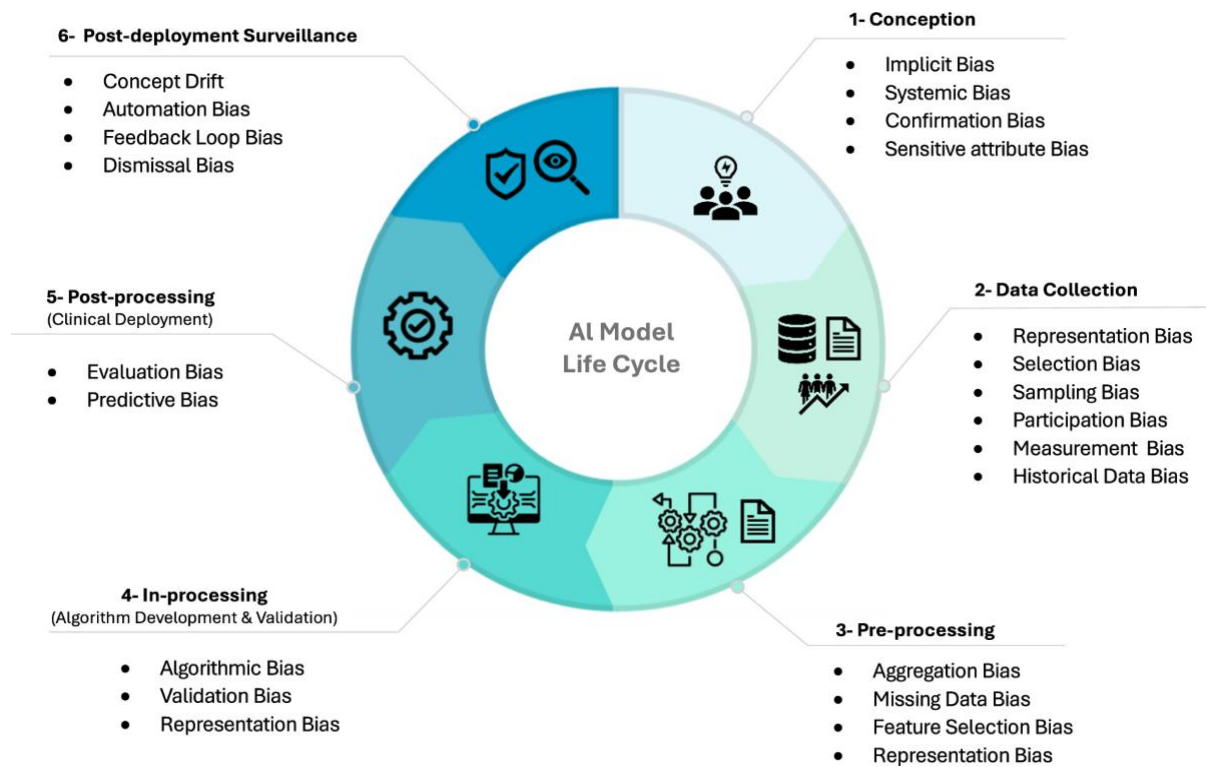 1- Conception
● Implicit Bias
● Systemic Bias
● Confirmation Bias
● Sensitive attribute Bias
2- Data Collection
● Representation Bias
● Selection Bias
● Sampling Bias
● Participation Bias
● Measurement Bias
● Historical Data Bias
3- Pre-processing
● Aggregation Bias
● Missing Data Bias
● Feature Selection Bias
● Representation Bias
4- In-processing
(Algorithm Development & Validation)
● Algorithmic Bias
● Validation Bias
● Representation Bias
5- Post-processing
(Clinical Deployment)
● Evaluation Bias
● Predictive Bias
6- Post-deployment Surveillance
● Concept Drift
● Automation Bias
● Feedback Loop Bias
● Dismissal Bias
AI Model
Life Cycle